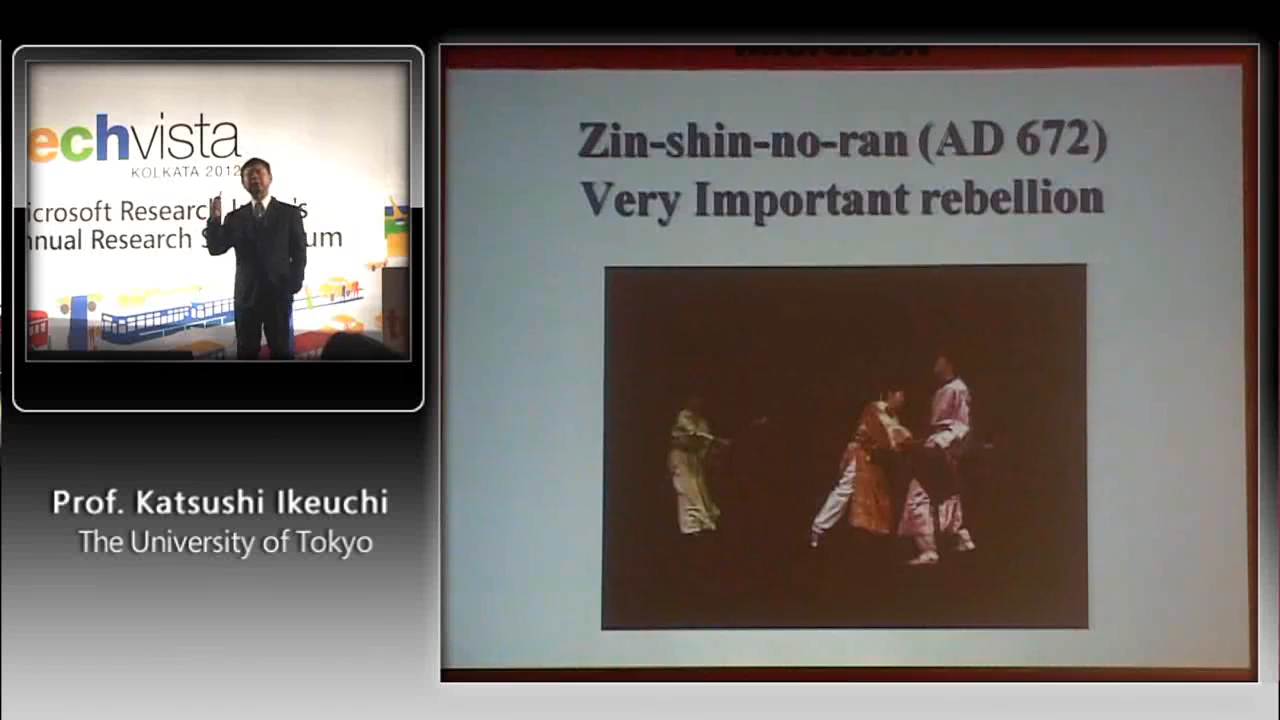 echvista
KOLKATA 2012
icrosoft Research
nnual Research S um
Prof. Katsushi Ikeuchi
The University of Tokyo
Zin-shin-no-ran (AD 672)
Very Important rebellion